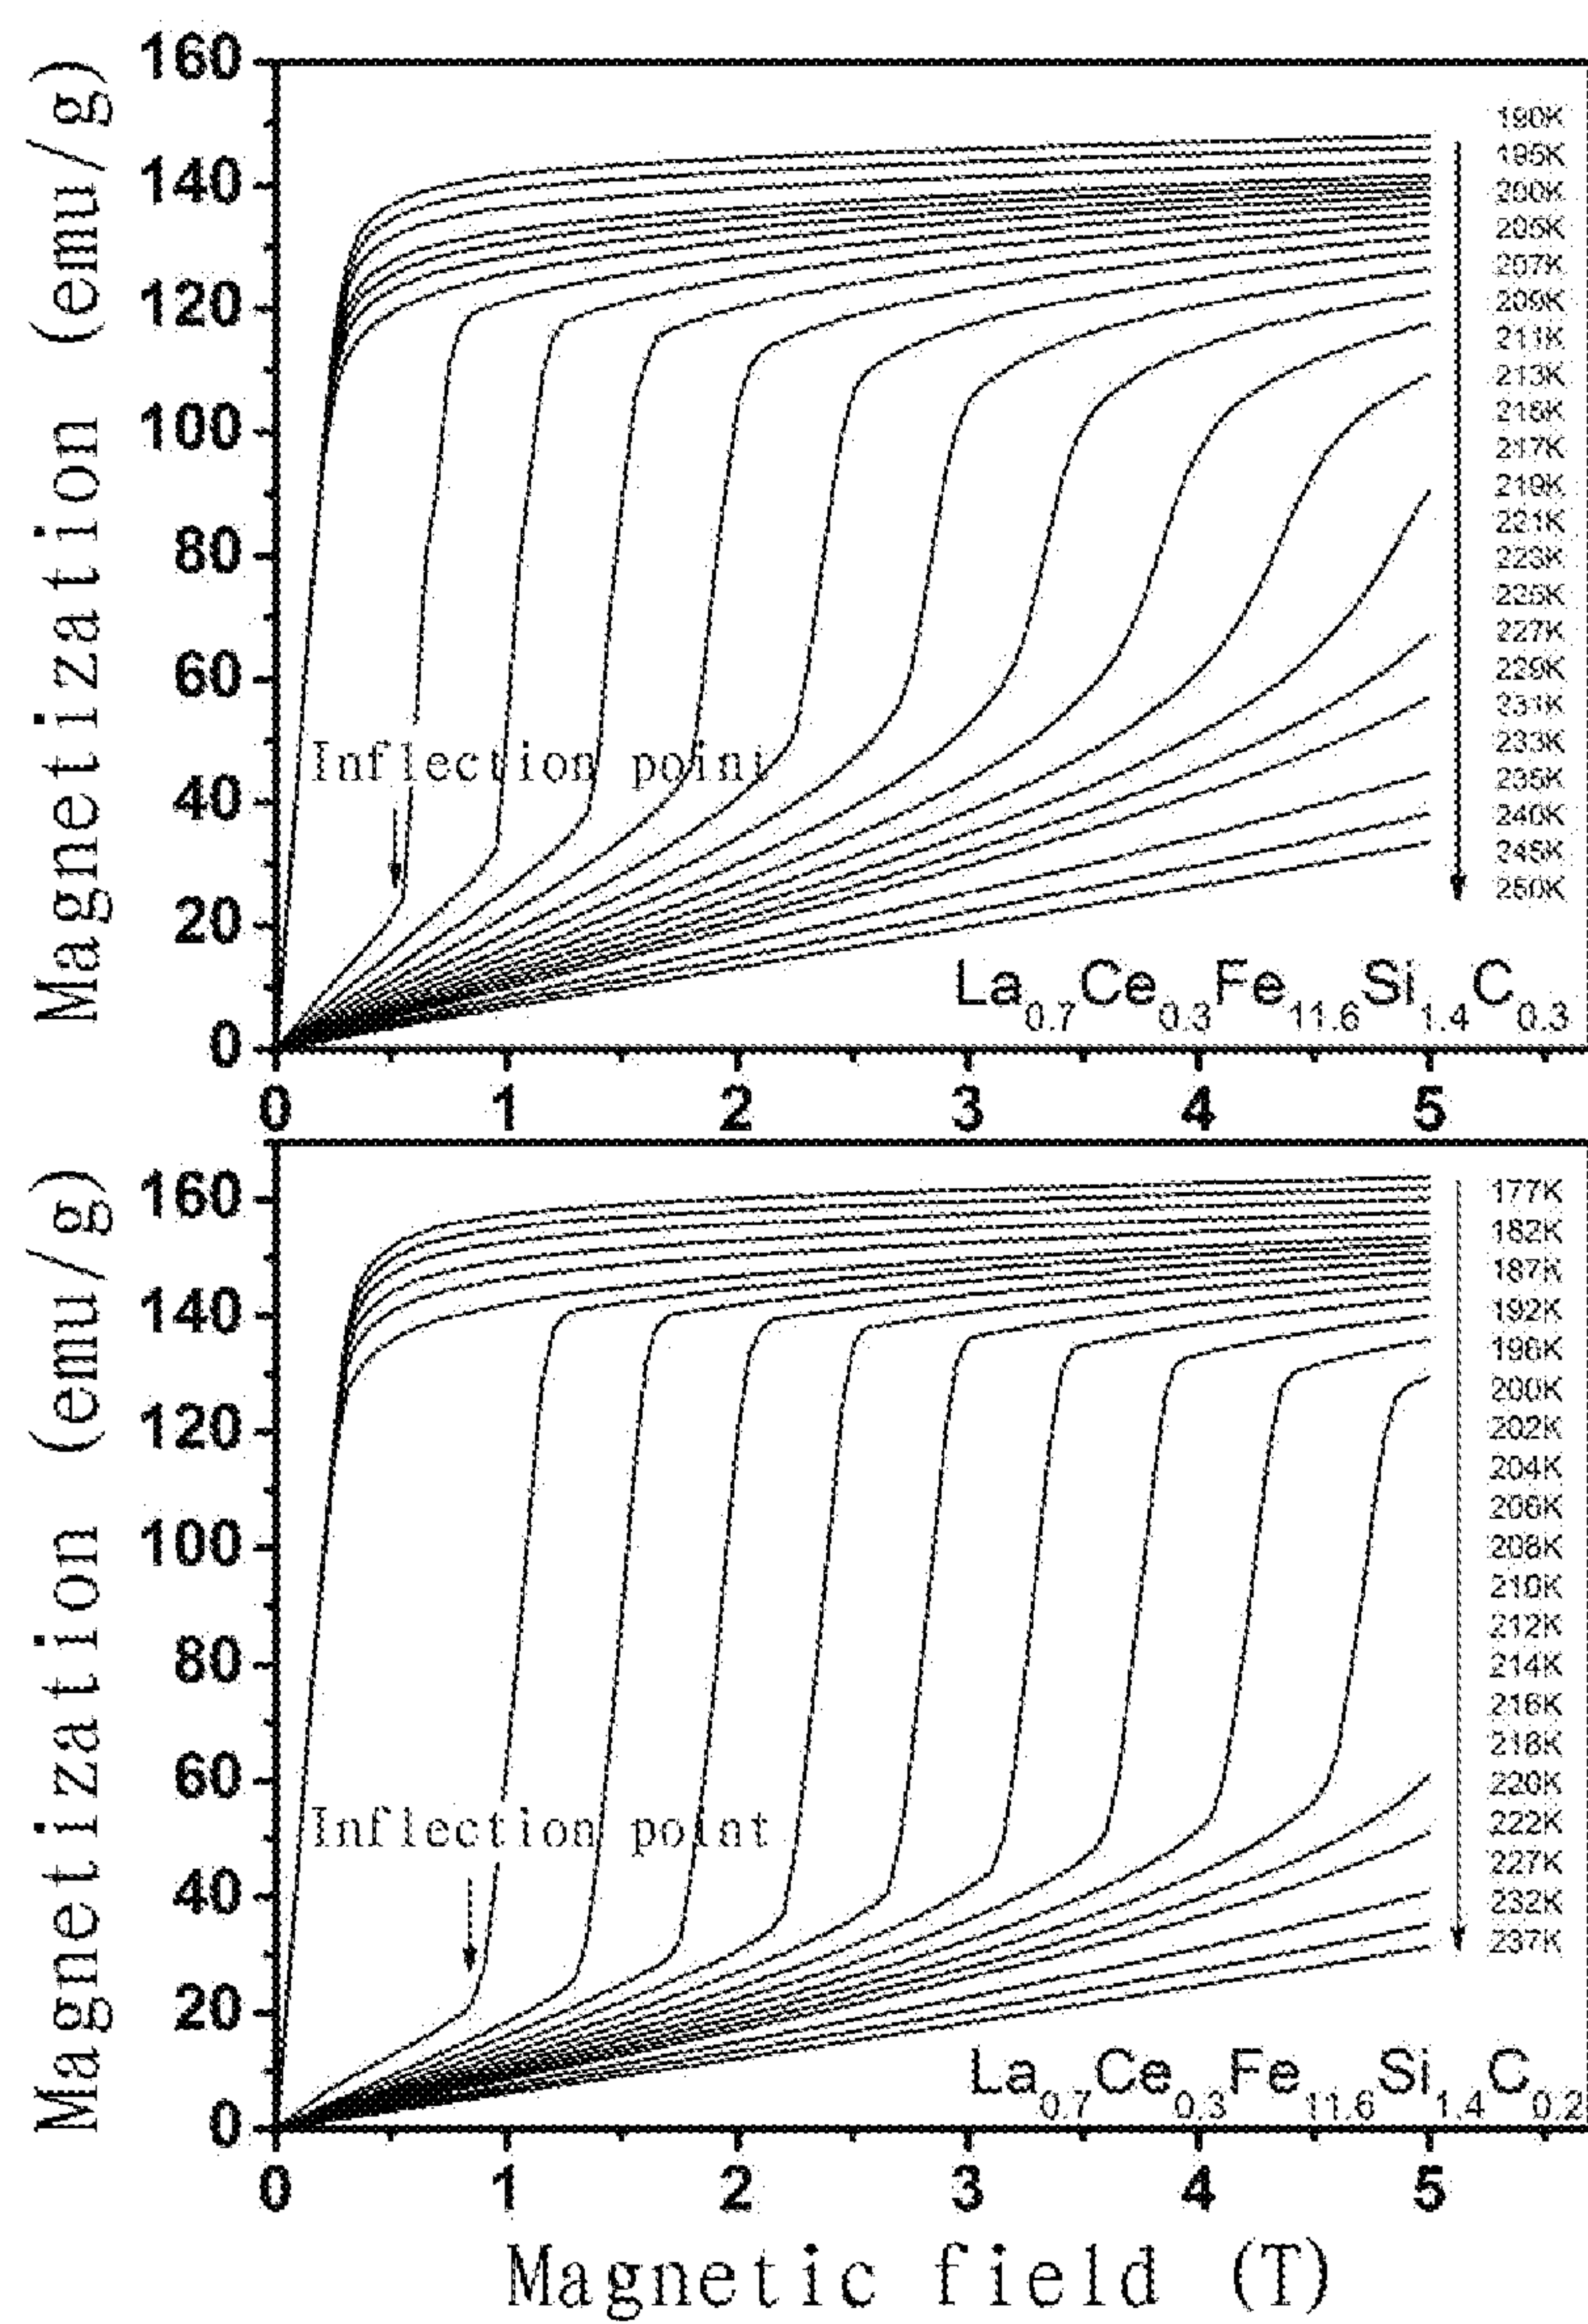 Magnetization (emu/g)
160
140
120
100
80
60
40
20
0
Inflection point
190K
195K
200K
205K
207K
209K
211K
213K
215K
217K
219K
221K
223K
225K
227K
229K
231K
233K
235K
240K
245K
250K
La0.7Ce0.3Fe11.6Si1.4C0.3
0 1 2 3 4 5
Magnetization (emu/g)
160
140
120
100
80
60
40
20
0
Inflection point
177K
182K
187K
192K
200K
202K
204K
206K
208K
210K
212K
214K
216K
218K
220K
222K
227K
232K
237K
La0.7Ce0.3Fe11.6Si1.4C0.2
0 1 2 3 4 5
Magnetic field (T)